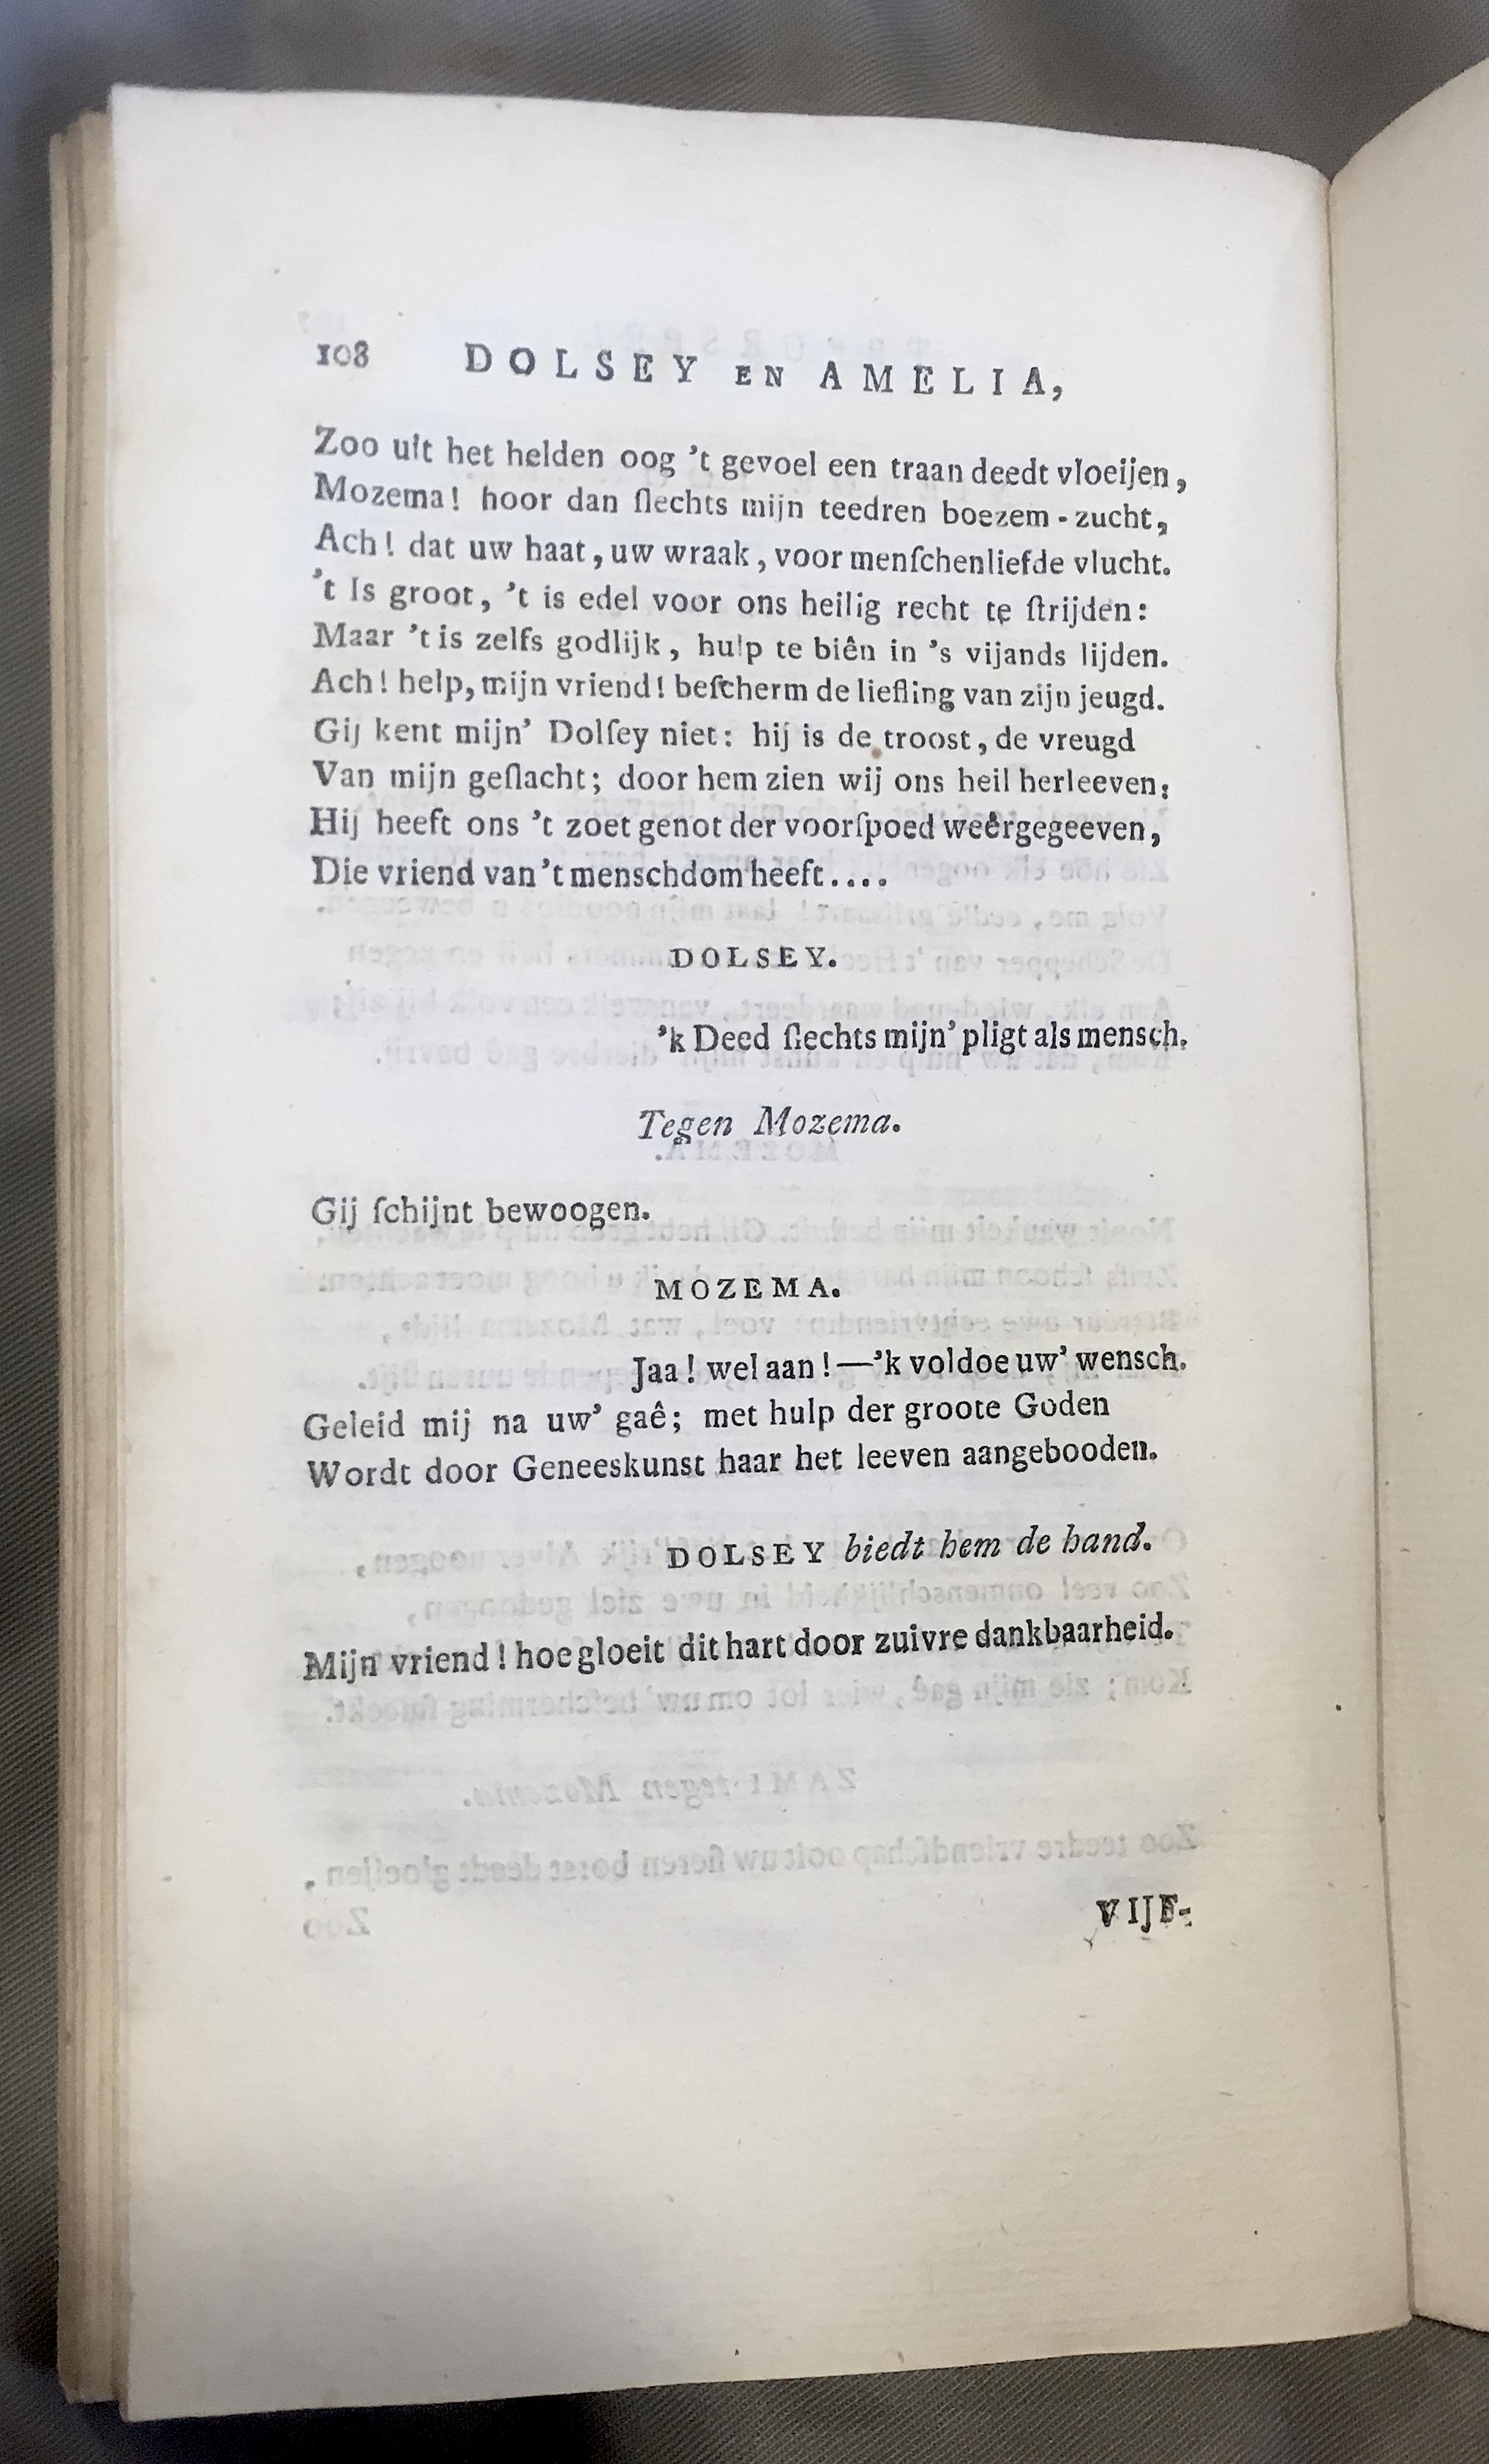 108 DOLSEY EN AMELIA,
Zoo uit het helden oog 't gevoel een traan deedt vloeijen,
Mozema! hoor dan ſlechts mijn teedren boezem-zucht,
Ach! dat uw haat, uw wraak, voor menſchenliefde vlucht.
't Is groot, 't is edel voor ons heilig recht te ſtrijden:
Maar 't is zelfs godlijk, hulp te biên in 's vijands lijden.
Ach! help, mijn vriend! beſcherm de liefling van zijn jeugd.
Gij kent mijn' Dolſey niet: hij is de troost, de vreugd
Van mijn geſlacht; door hem zien wij ons heil herleeven;
Hij heeft ons 't zoet genot der voorſpoed weêrgegeeven,
Die vriend van 't menschdom heeft....
DOLSEY.
'k Deed ſlechts mijn' pligt als mensch.
Tegen Mozema.
Gij ſchijnt bewoogen.
MOZEMA.
Jaa! wel aan!—'k voldoe uw' wensch.
Geleid mij na uw' gaê; met hulp der groote Goden
Wordt door Geneeskunst haar het leeven aangebooden.
DOLSEY biedt hem de hand.
Mijn vriend! hoe gloeit dit hart door zuivre dankbaarheid.
VIJF-